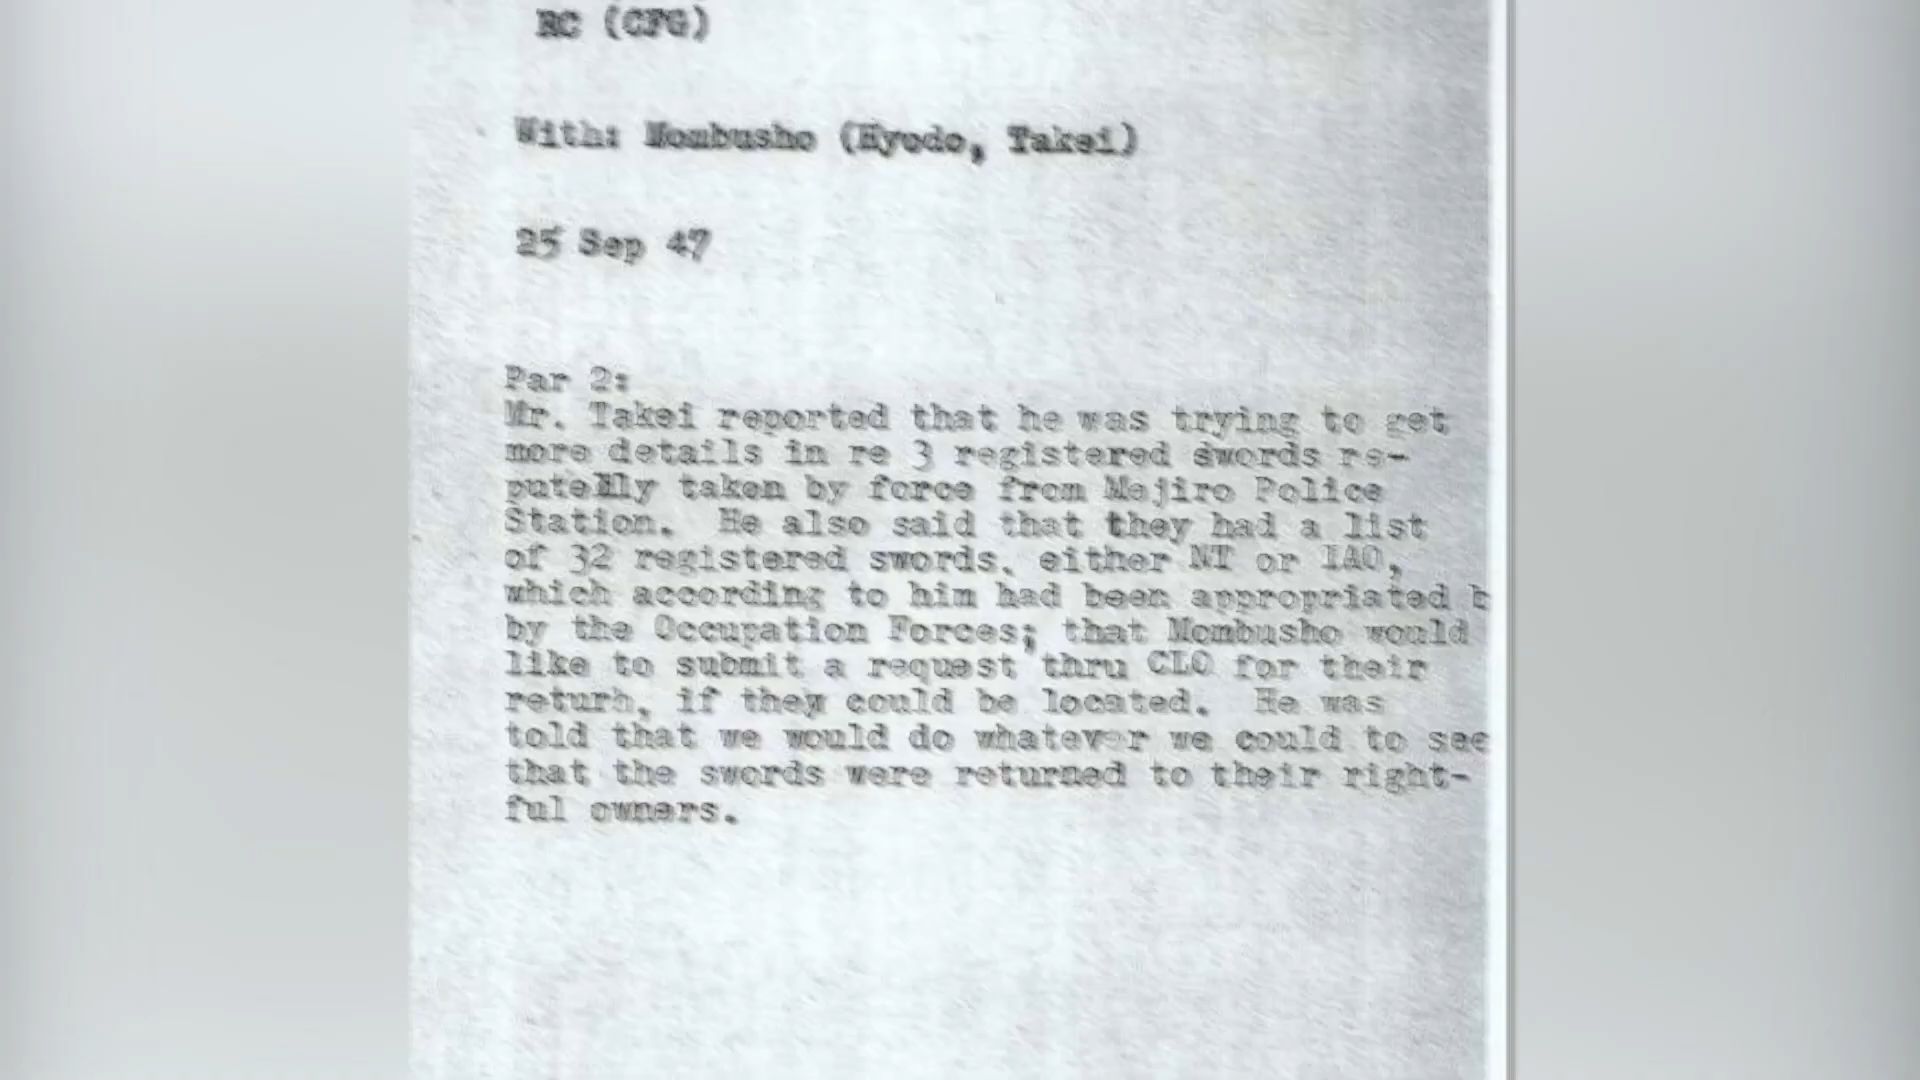 RC (CFG)
With: Mombusho (Hyodo, Takei)
25 Sep 47
Par 2:
Mr. Takei reported that he was trying to get
more details in re 3 registered swords re-
putedly taken by force from Mejiro Police
Station. He also said that they had a list
of 32 registered swords, either NT or IAO,
which according to him had been appropriated b
by the Occupation Forces; that Mombusho would
like to submit a request thru CLO for their
return, if they could be located. He was
told that we would do whatever we could to see
that the swords were returned to their right-
ful owners.